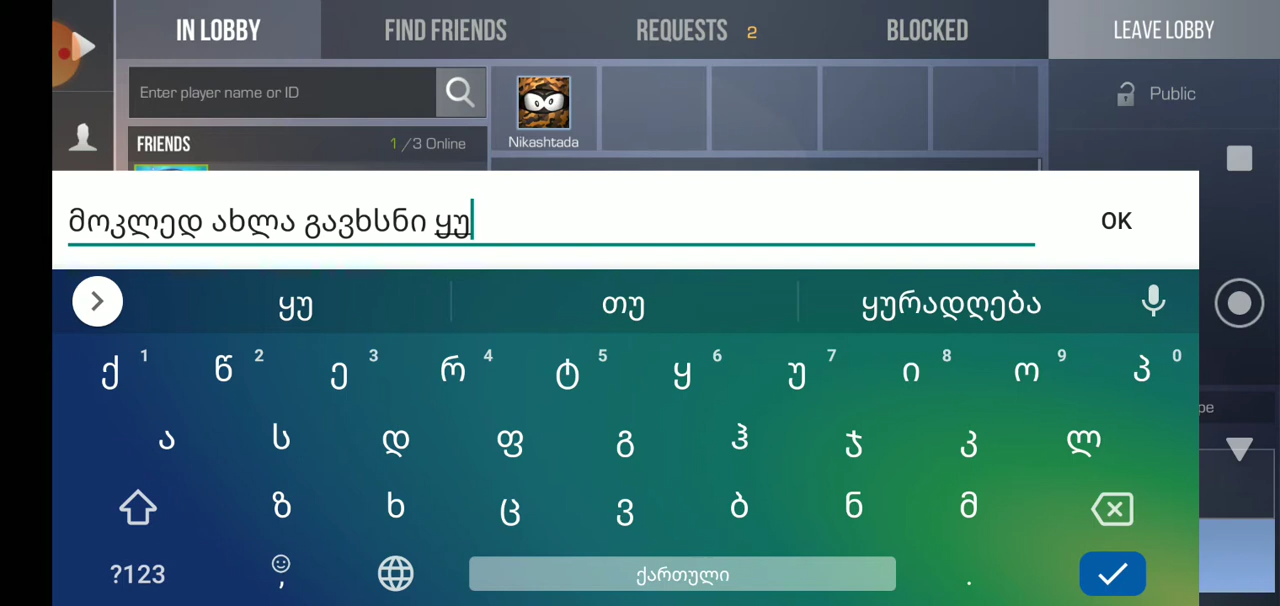 IN LOBBY
FIND FRIENDS
REQUESTS 2
BLOCKED
LEAVE LOBBY
Enter player name or ID
Public
FRIENDS
1 /3 Online
Nikashtada
მოკლედ ახლა გავხსნი ყუ
OK
pe
ყუ
თუ
ყურადღება
ქ 1 წ 2 ე 3 რ 4 ტ 5 ყ 6 უ 7 ი 8 ო 9 პ 0
ა ს დ ფ გ ჰ ჯ კ ლ
ზ ხ ც ვ ბ ნ მ
?123 , ქართული .